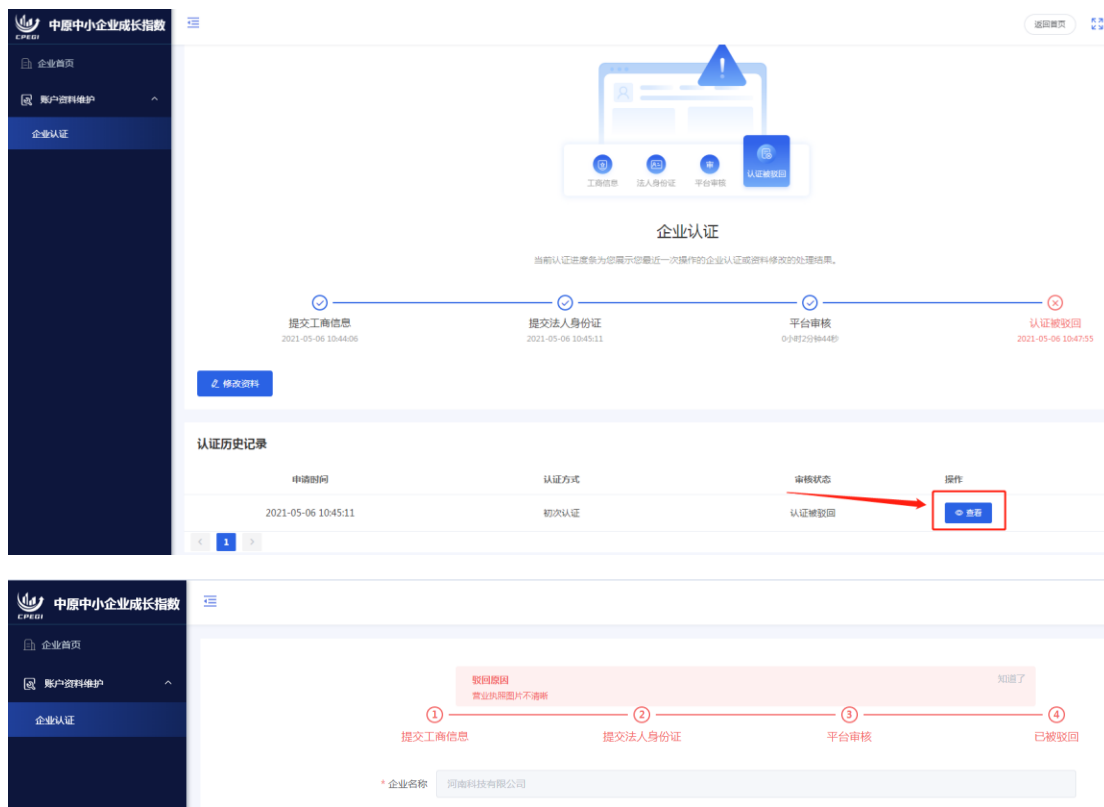 中原中小企业成长指数
CPEGI
返回首页
企业首页
账户资料维护
企业认证
工商信息
法人身份证
平台审核
认证被驳回
企业认证
当前认证进度条为您展示您最近一次操作的企业认证或资料修改的处理结果。
提交工商信息
提交法人身份证
平台审核
认证被驳回
2021-05-06 10:44:06
2021-05-06 10:45:11
0小时2分钟44秒
2021-05-06 10:47:55
修改资料
认证历史记录
申请时间
认证方式
审核状态
操作
2021-05-06 10:45:11
初次认证
认证被驳回
查看
1
中原中小企业成长指数
CPEGI
企业首页
账户资料维护
企业认证
驳回原因
知道了
营业执照图片不清晰
1
2
3
4
提交工商信息
提交法人身份证
平台审核
已被驳回
* 企业名称
河南科技有限公司